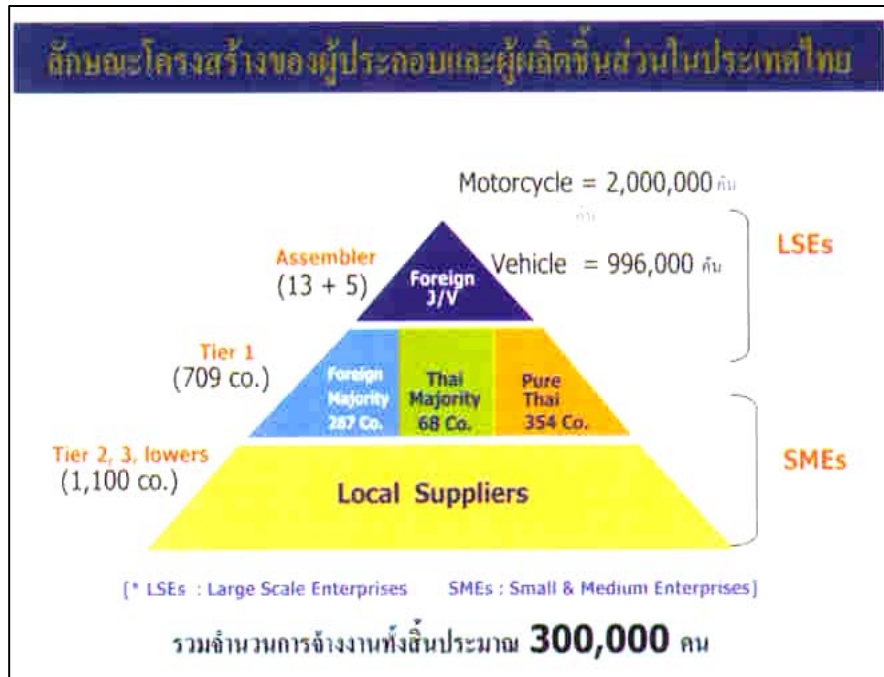 ลักษณะโครงสร้างของผู้ประกอบและผู้ผลิตชิ้นส่วนในประเทศไทย
Motorcycle = 2,000,000 คัน
คัน
LSEs
Assembler
(13 + 5)
Foreign
J/V
Vehicle = 996,000 คัน
Tier 1
(709 co.)
Foreign
Majority
287 Co.
Thai
Majority
68 Co.
Pure
Thai
354 Co.
Tier 2, 3, lowers
(1,100 co.)
SMEs
Local Suppliers
[* LSEs : Large Scale Enterprises SMEs : Small & Medium Enterprises]
รวมจำนวนการจ้างงานทั้งสิ้นประมาณ 300,000 คน